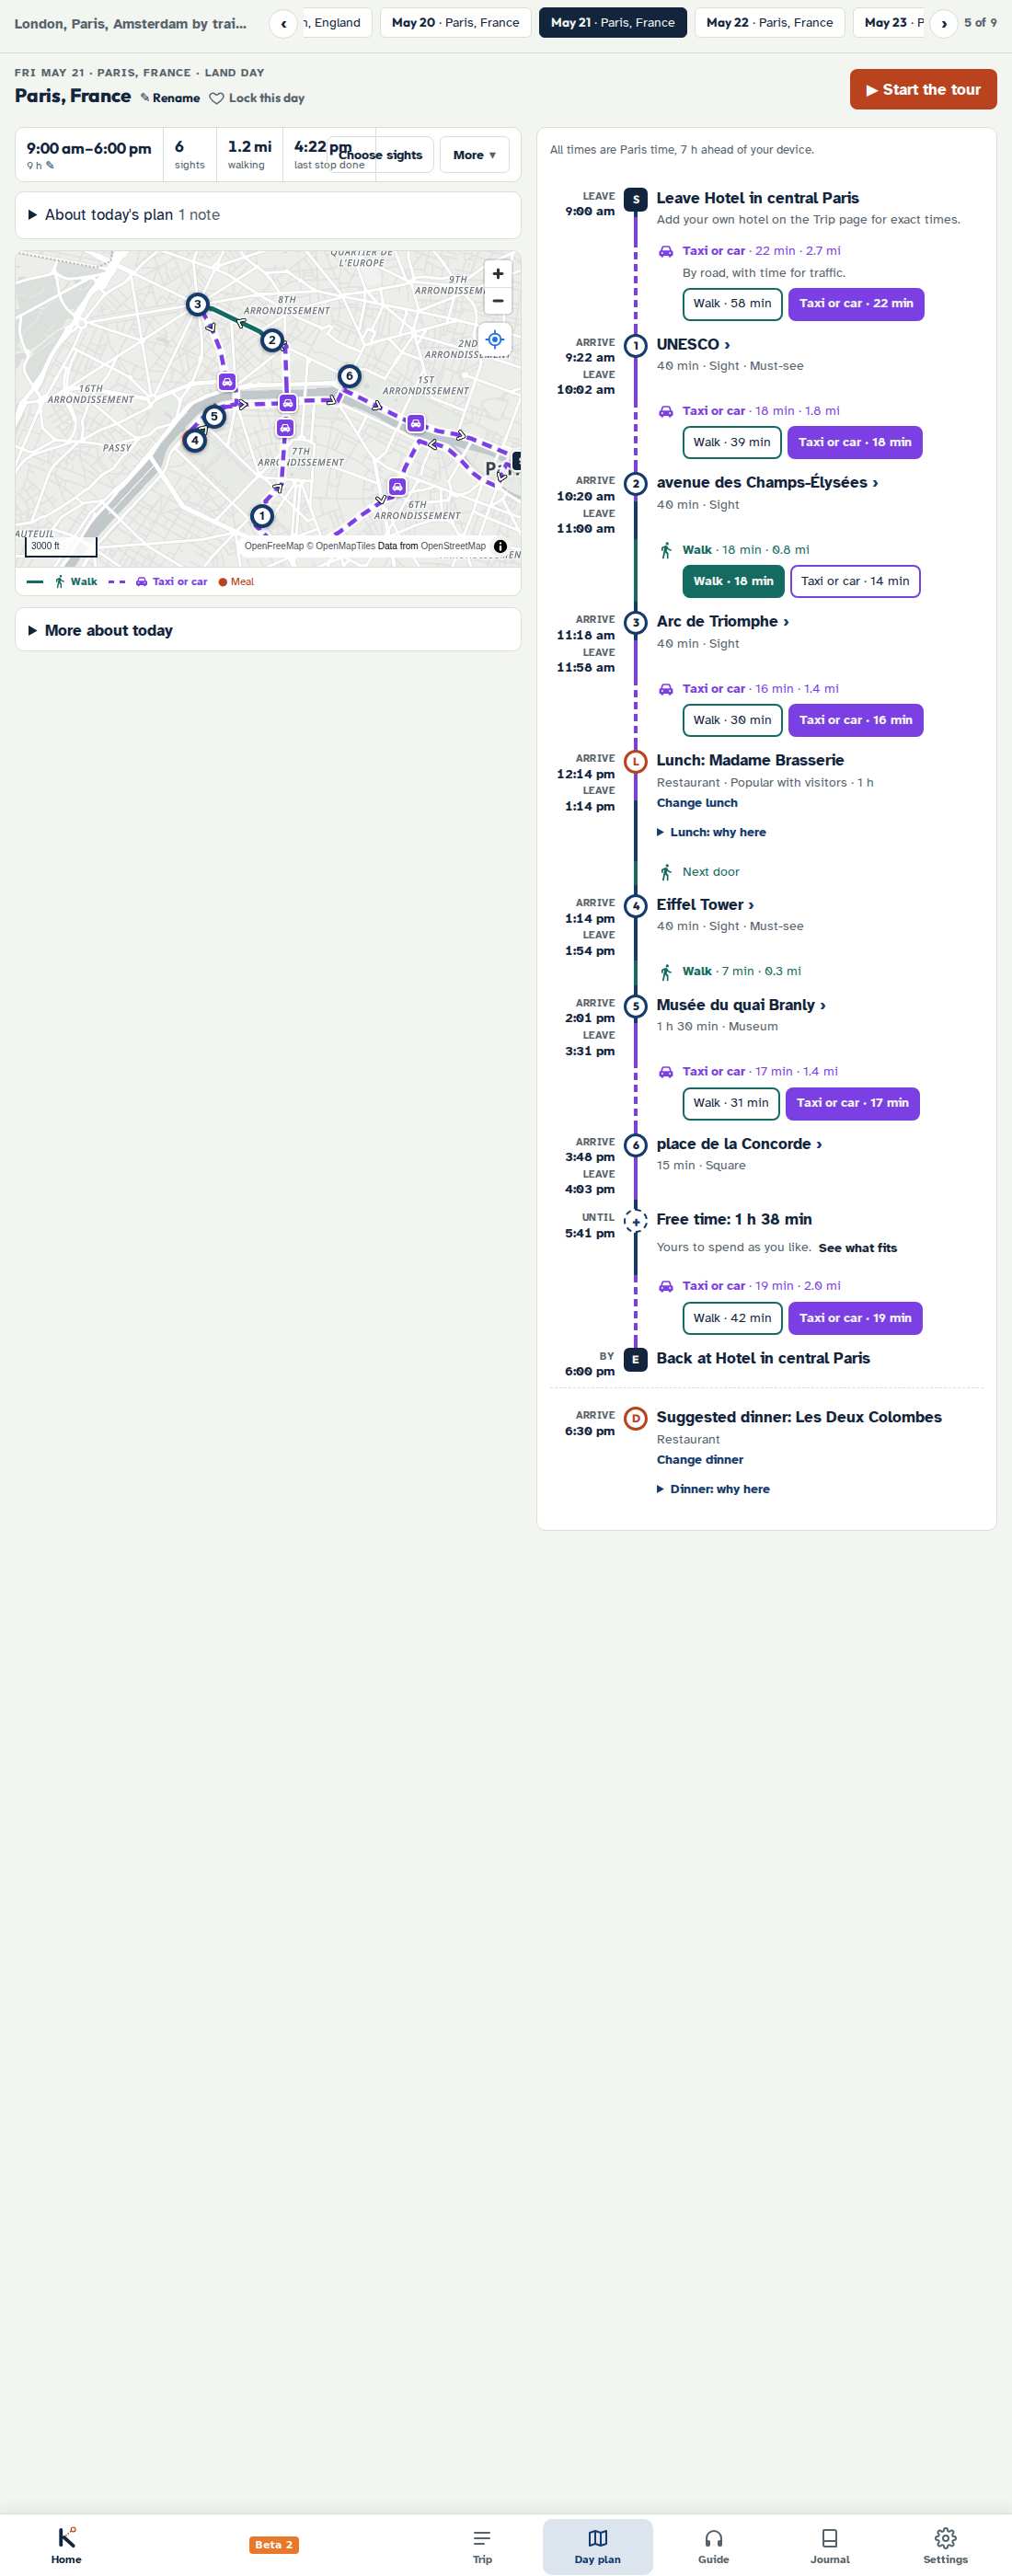 London, Paris, Amsterdam by trai...
‹
n, England
May 20 · Paris, France
May 21 · Paris, France
May 22 · Paris, France
May 23 · P
›
5 of 9
FRI MAY 21 · PARIS, FRANCE · LAND DAY
Paris, France
✎ Rename
Lock this day
▶ Start the tour
9:00 am–6:00 pm
9 h ✎
6
sights
1.2 mi
walking
4:22 pm
last stop done
Choose sights
More ▼
▶ About today's plan 1 note
QUARTIER DE
L'EUROPE
9TH
8TH
ARRONDISSEMENT
2ND
1ST
ARRONDISSEMENT
16TH
ARRONDISSEMENT
PASSY
7TH
ARRONDISSEMENT
6TH
ARRONDISSEMENT
AUTEUIL
3
2
6
5
4
1
+
−
3000 ft
OpenFreeMap © OpenMapTiles Data from OpenStreetMap
Walk
Taxi or car
Meal
▶ More about today
All times are Paris time, 7 h ahead of your device.
LEAVE
9:00 am
S
Leave Hotel in central Paris
Add your own hotel on the Trip page for exact times.
Taxi or car · 22 min · 2.7 mi
By road, with time for traffic.
Walk · 58 min
Taxi or car · 22 min
ARRIVE
9:22 am
LEAVE
10:02 am
1
UNESCO ›
40 min · Sight · Must-see
Taxi or car · 18 min · 1.8 mi
Walk · 39 min
Taxi or car · 18 min
ARRIVE
10:20 am
LEAVE
11:00 am
2
avenue des Champs-Élysées ›
40 min · Sight
Walk · 18 min · 0.8 mi
Walk · 18 min
Taxi or car · 14 min
ARRIVE
11:18 am
LEAVE
11:58 am
3
Arc de Triomphe ›
40 min · Sight
Taxi or car · 16 min · 1.4 mi
Walk · 30 min
Taxi or car · 16 min
ARRIVE
12:14 pm
LEAVE
1:14 pm
L
Lunch: Madame Brasserie
Restaurant · Popular with visitors · 1 h
Change lunch
▶ Lunch: why here
Next door
ARRIVE
1:14 pm
LEAVE
1:54 pm
4
Eiffel Tower ›
40 min · Sight · Must-see
Walk · 7 min · 0.3 mi
ARRIVE
2:01 pm
LEAVE
3:31 pm
5
Musée du quai Branly ›
1 h 30 min · Museum
Taxi or car · 17 min · 1.4 mi
Walk · 31 min
Taxi or car · 17 min
ARRIVE
3:48 pm
LEAVE
4:03 pm
6
place de la Concorde ›
15 min · Square
UNTIL
5:41 pm
+
Free time: 1 h 38 min
Yours to spend as you like. See what fits
Taxi or car · 19 min · 2.0 mi
Walk · 42 min
Taxi or car · 19 min
BY
6:00 pm
E
Back at Hotel in central Paris
ARRIVE
6:30 pm
D
Suggested dinner: Les Deux Colombes
Restaurant
Change dinner
▶ Dinner: why here
Home
Beta 2
Trip
Day plan
Guide
Journal
Settings